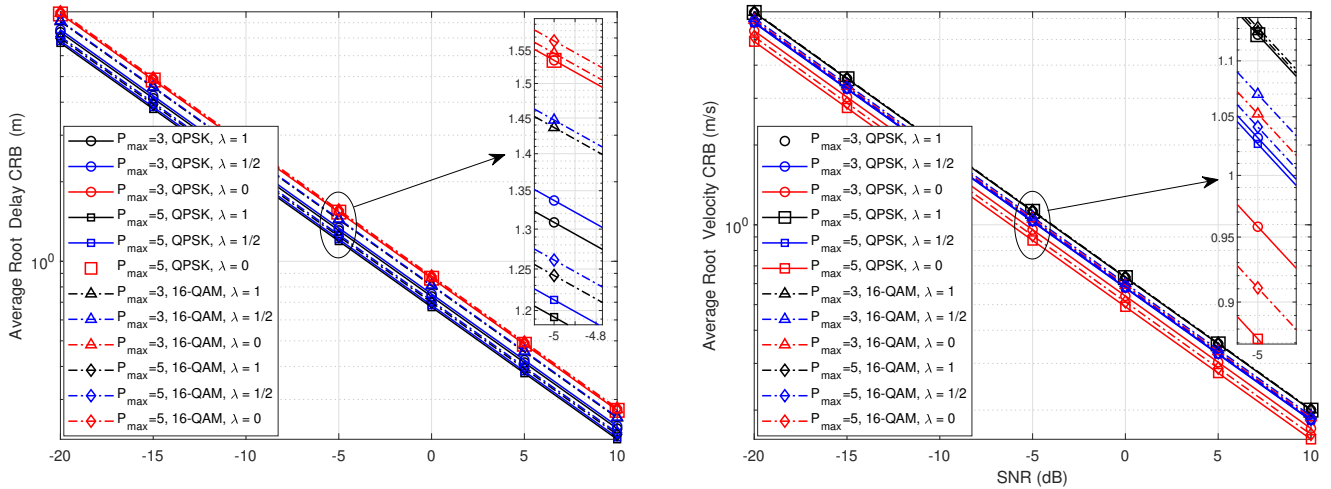 Average Root Delay CRB (m)
10^0
-20
-15
-10
-5
0
5
10
P_max=3, QPSK, λ = 1
P_max=3, QPSK, λ = 1/2
P_max=3, QPSK, λ = 0
P_max=5, QPSK, λ = 1
P_max=5, QPSK, λ = 1/2
P_max=5, QPSK, λ = 0
P_max=3, 16-QAM, λ = 1
P_max=3, 16-QAM, λ = 1/2
P_max=3, 16-QAM, λ = 0
P_max=5, 16-QAM, λ = 1
P_max=5, 16-QAM, λ = 1/2
P_max=5, 16-QAM, λ = 0
1.55
1.5
1.45
1.4
1.35
1.3
1.25
1.2
-5
-4.8
Average Root Velocity CRB (m/s)
10^0
-20
-15
-10
-5
0
5
10
SNR (dB)
P_max=3, QPSK, λ = 1
P_max=3, QPSK, λ = 1/2
P_max=3, QPSK, λ = 0
P_max=5, QPSK, λ = 1
P_max=5, QPSK, λ = 1/2
P_max=5, QPSK, λ = 0
P_max=3, 16-QAM, λ = 1
P_max=3, 16-QAM, λ = 1/2
P_max=3, 16-QAM, λ = 0
P_max=5, 16-QAM, λ = 1
P_max=5, 16-QAM, λ = 1/2
P_max=5, 16-QAM, λ = 0
1.1
1.05
1
0.95
0.9
-5